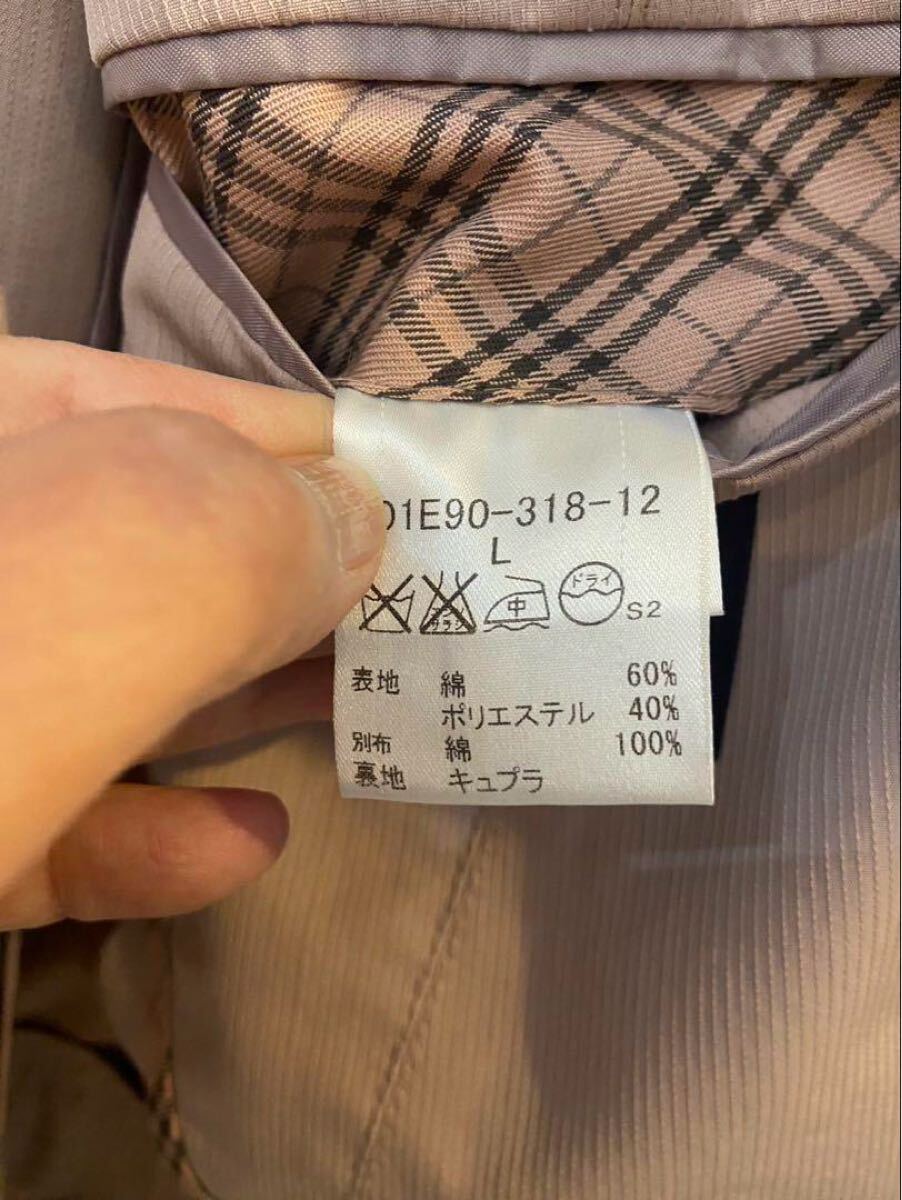 01E90-318-12
L
中 ドライ S2
表地 綿 60%
ポリエステル 40%
別布 綿 100%
裏地 キュプラ